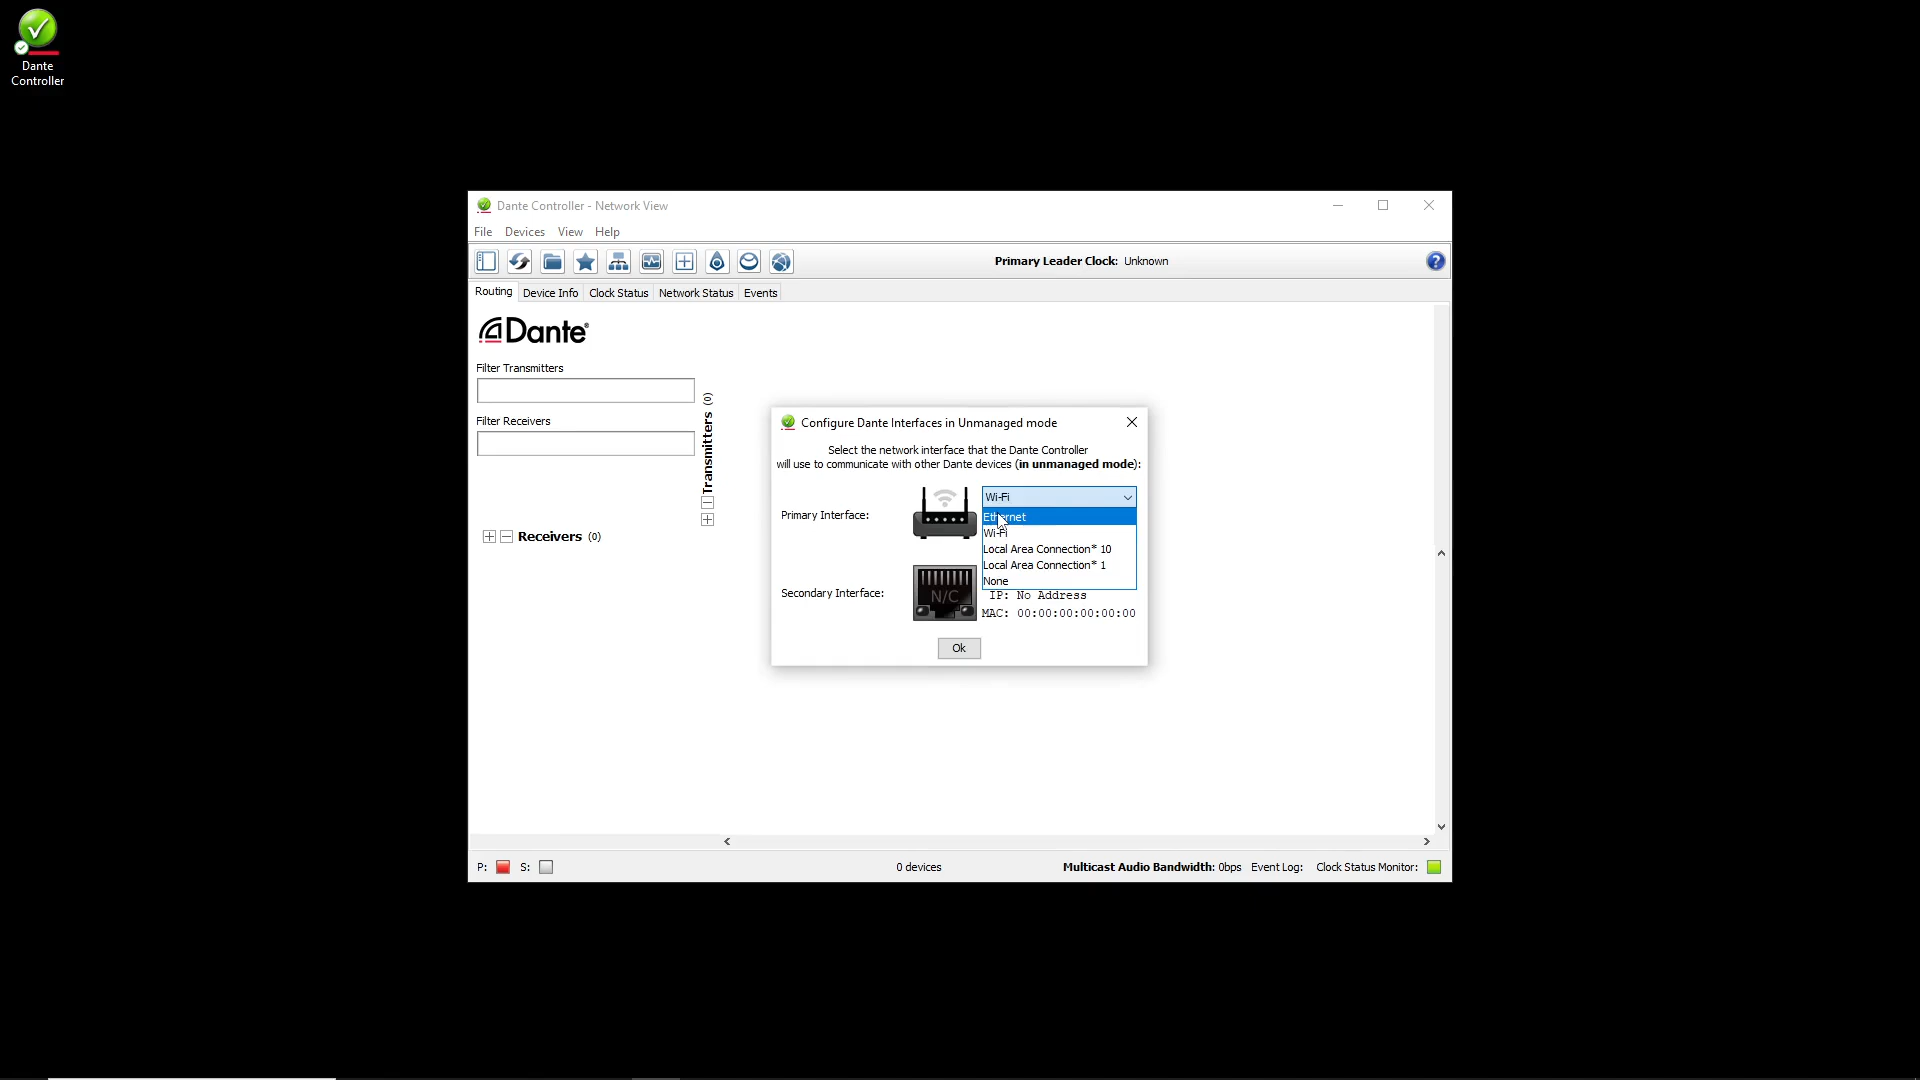 Dante
Controller
Dante Controller - Network View
File Devices View Help
Primary Leader Clock: Unknown
?
Routing Device Info Clock Status Network Status Events
Dante®
Filter Transmitters
Filter Receivers
Transmitters (0)
Receivers (0)
Configure Dante Interfaces in Unmanaged mode
Select the network interface that the Dante Controller
will use to communicate with other Dante devices (in unmanaged mode):
Primary Interface:
Wi-Fi
Ethernet
Wi-Fi
Local Area Connection* 10
Local Area Connection* 1
None
Secondary Interface:
N/C
IP: No Address
MAC: 00:00:00:00:00:00
Ok
P: S:
0 devices
Multicast Audio Bandwidth: 0bps Event Log: Clock Status Monitor: